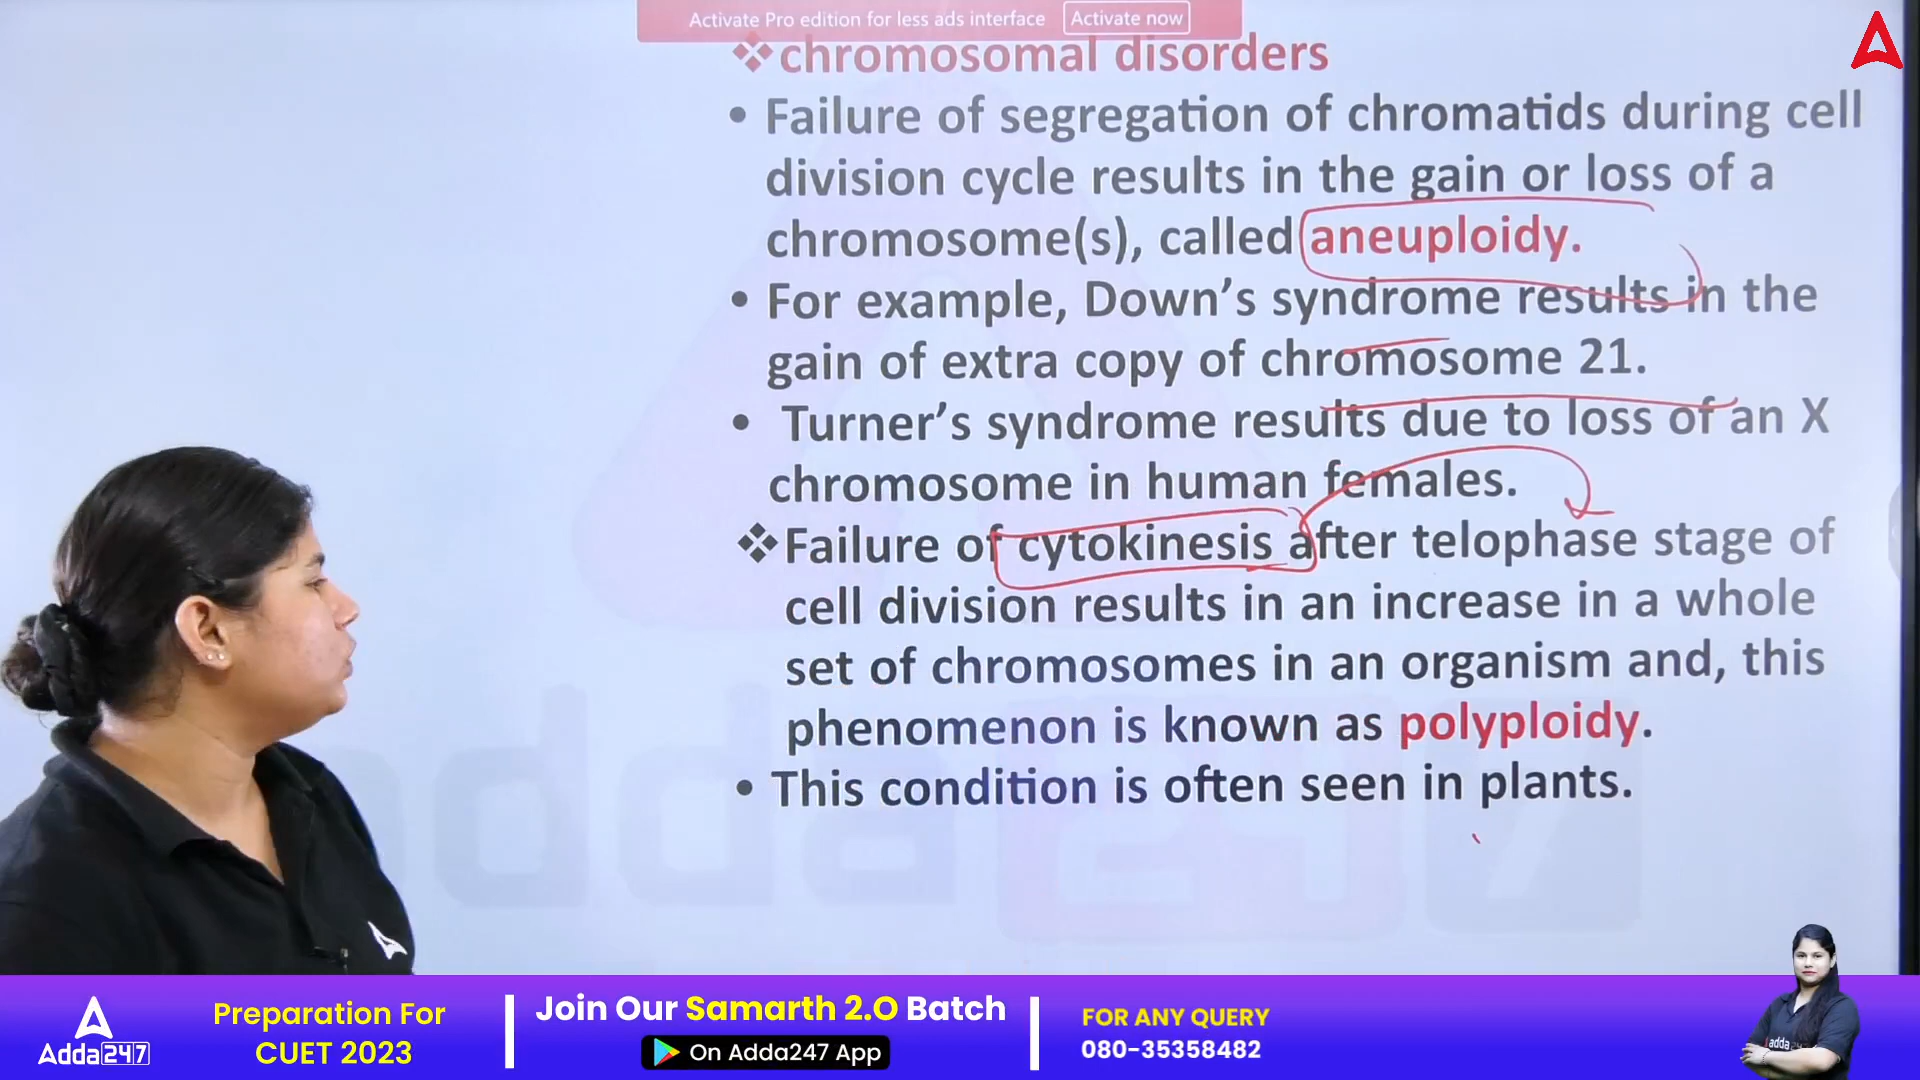 Activate Pro edition for less ads interface Activate now
❖chromosomal disorders
• Failure of segregation of chromatids during cell
division cycle results in the gain or loss of a
chromosome(s), called aneuploidy.
• For example, Down’s syndrome results in the
gain of extra copy of chromosome 21.
• Turner’s syndrome results due to loss of an X
chromosome in human females.
❖Failure of cytokinesis after telophase stage of
cell division results in an increase in a whole
set of chromosomes in an organism and, this
phenomenon is known as polyploidy.
• This condition is often seen in plants.
adda247
Adda247
Preparation For
CUET 2023
Join Our Samarth 2.O Batch
On Adda247 App
FOR ANY QUERY
080-35358482
adda